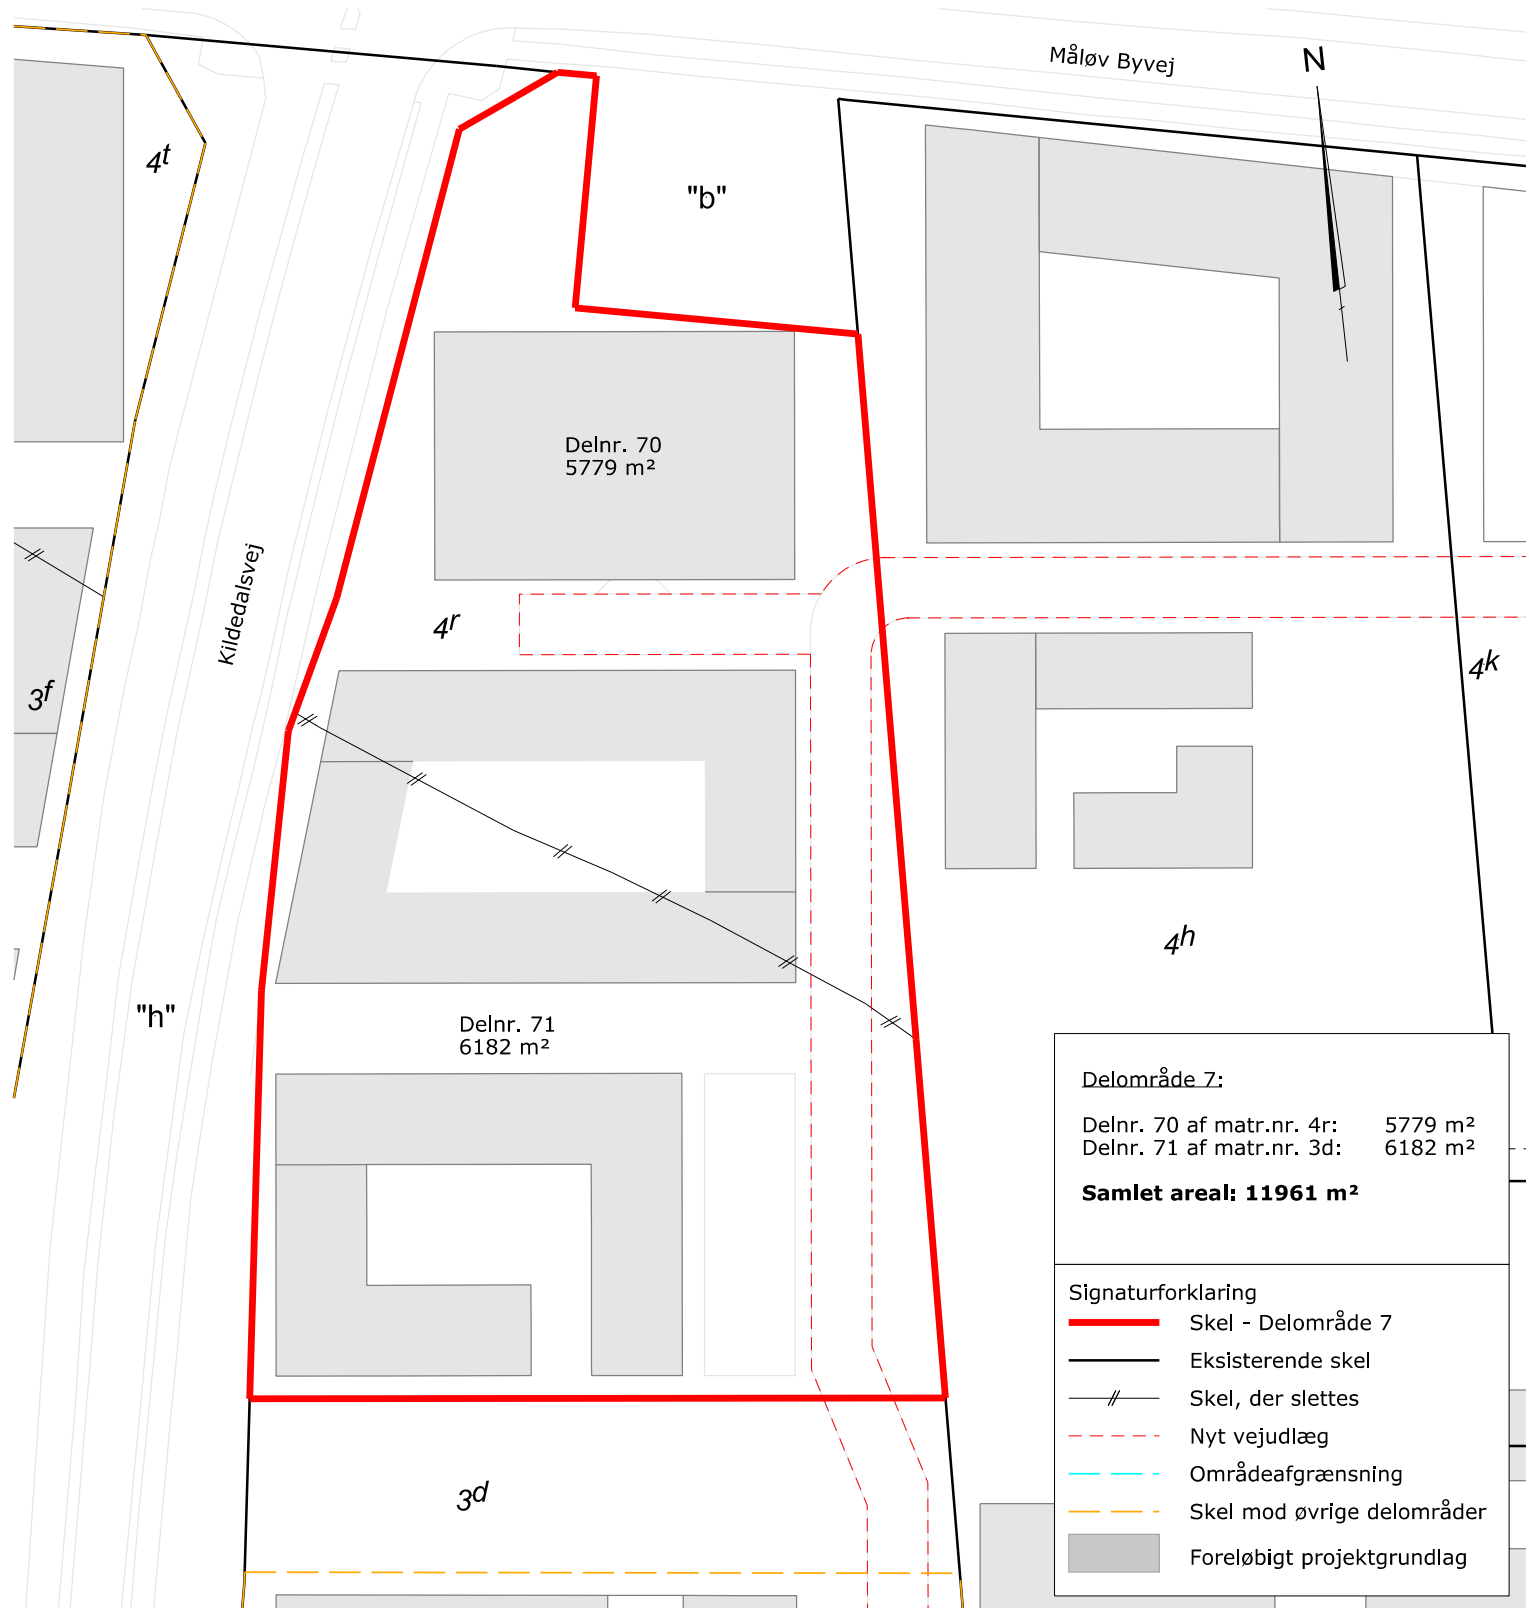 Måløv Byvej
N
4t
"b"
Delnr. 70
5779 m²
Kildedalsvej
4r
4k
3f
4h
"h"
Delnr. 71
6182 m²
3d
Delområde 7:
Delnr. 70 af matr.nr. 4r: 5779 m²
Delnr. 71 af matr.nr. 3d: 6182 m²
Samlet areal: 11961 m²
Signaturforklaring
Skel - Delområde 7
Eksisterende skel
Skel, der slettes
Nyt vejudlæg
Områdeafgrænsning
Skel mod øvrige delområder
Foreløbigt projektgrundlag